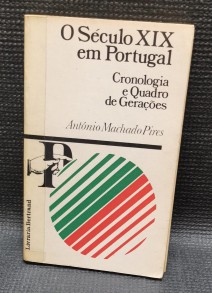 O Século XIX
em Portugal
Cronologia
e Quadro
de Gerações
António Machado Pires
P
Livraria Bertrand